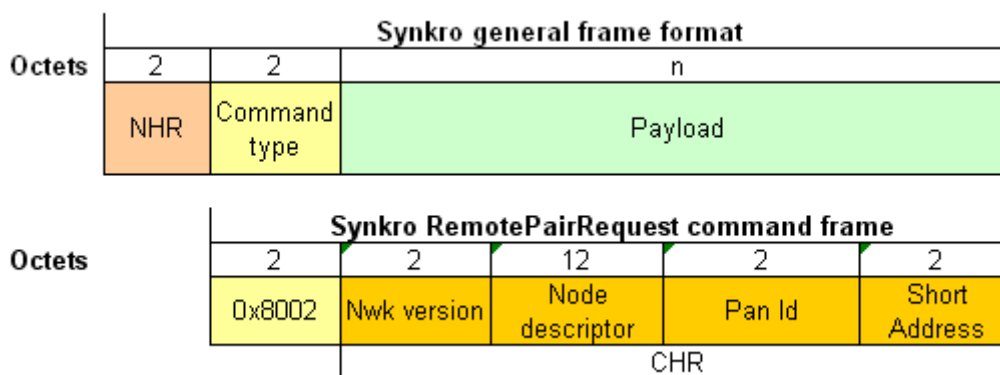 Synkro general frame format
Octets 2 2 n
NHR Command type Payload
Synkro RemotePairRequest command frame
Octets 2 2 12 2 2
0x8002 Nwk version Node descriptor Pan Id Short Address
CHR